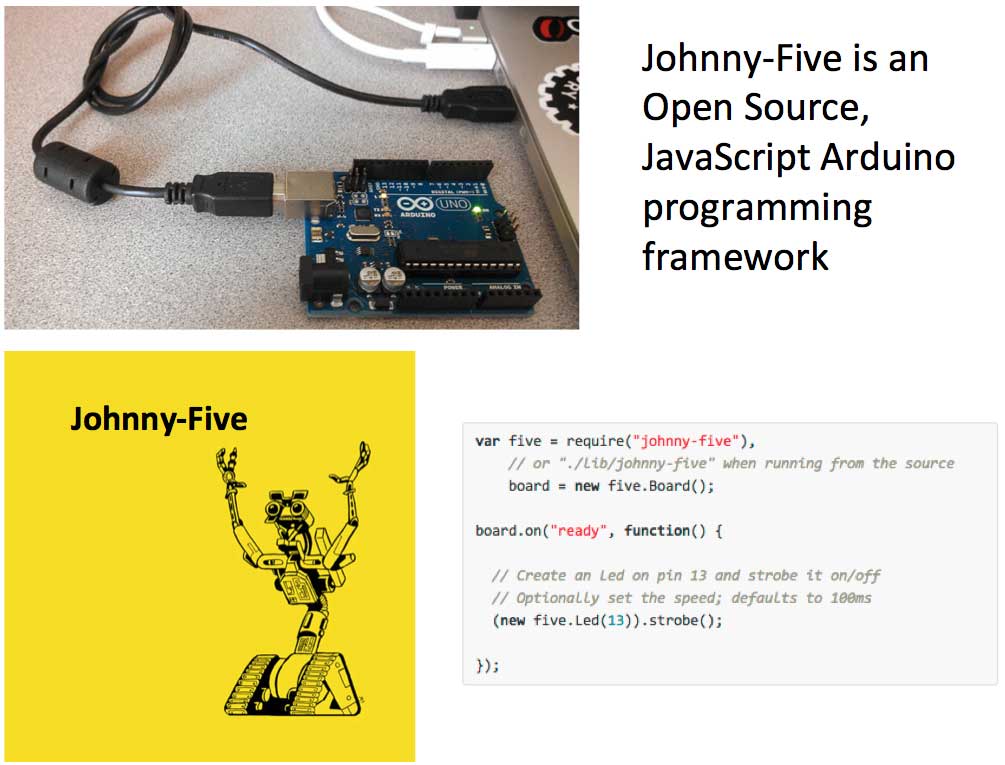 Johnny-Five is an
Open Source,
JavaScript Arduino
programming
framework
DIGITAL (PWM~)
UNO
ARDUINO
POWER
ANALOG IN
Johnny-Five
var five = require("johnny-five"),
// or "./lib/johnny-five" when running from the source
board = new five.Board();
board.on("ready", function() {
// Create an Led on pin 13 and strobe it on/off
// Optionally set the speed; defaults to 100ms
(new five.Led(13)).strobe();
});